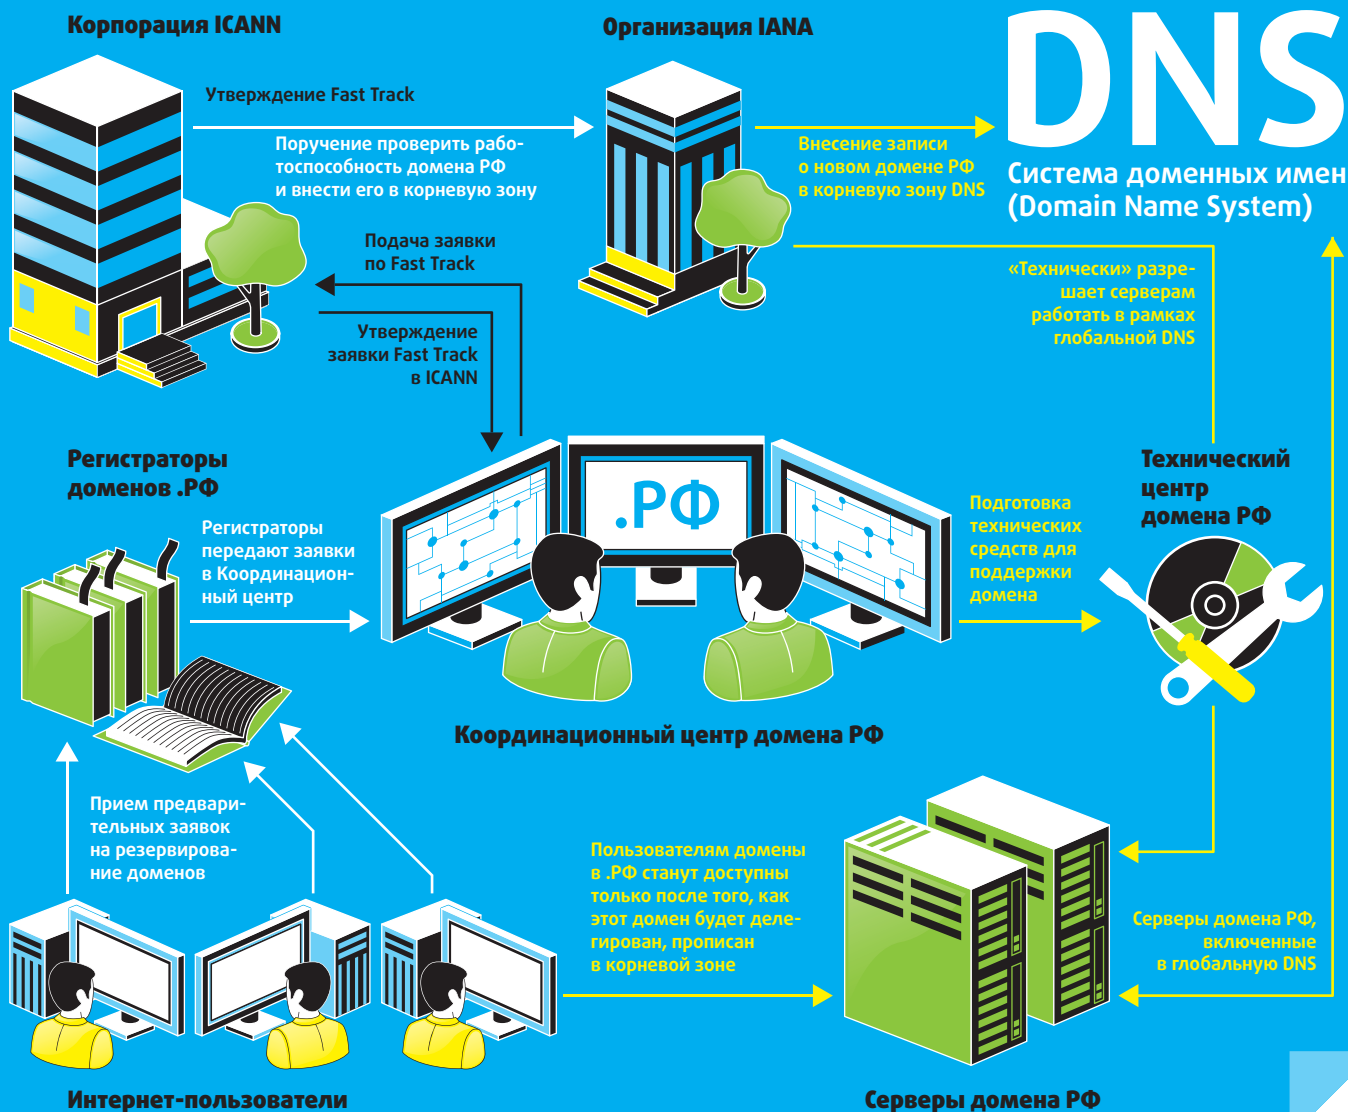 Корпорация ICANN
Организация IANA
DNS
Система доменных имен
(Domain Name System)
Утверждение Fast Track
Поручение проверить рабо-
тоспособность домена РФ
и внести его в корневую зону
Внесение записи
о новом домене РФ
в корневую зону DNS
Подача заявки
по Fast Track
Утверждение
заявки Fast Track
в ICANN
«Технически» разре-
шает серверам
работать в рамках
глобальной DNS
Регистраторы
доменов .РФ
Регистраторы
передают заявки
в Координацион-
ный центр
.РФ
Подготовка
технических
средств для
поддержки
домена
Технический
центр
домена РФ
Координационный центр домена РФ
Прием предвари-
тельных заявок
на резервирова-
ние доменов
Пользователям домены
в .РФ станут доступны
только после того, как
этот домен будет деле-
гирован, прописан
в корневой зоне
Серверы домена РФ,
включенные
в глобальную DNS
Интернет-пользователи
Серверы домена РФ